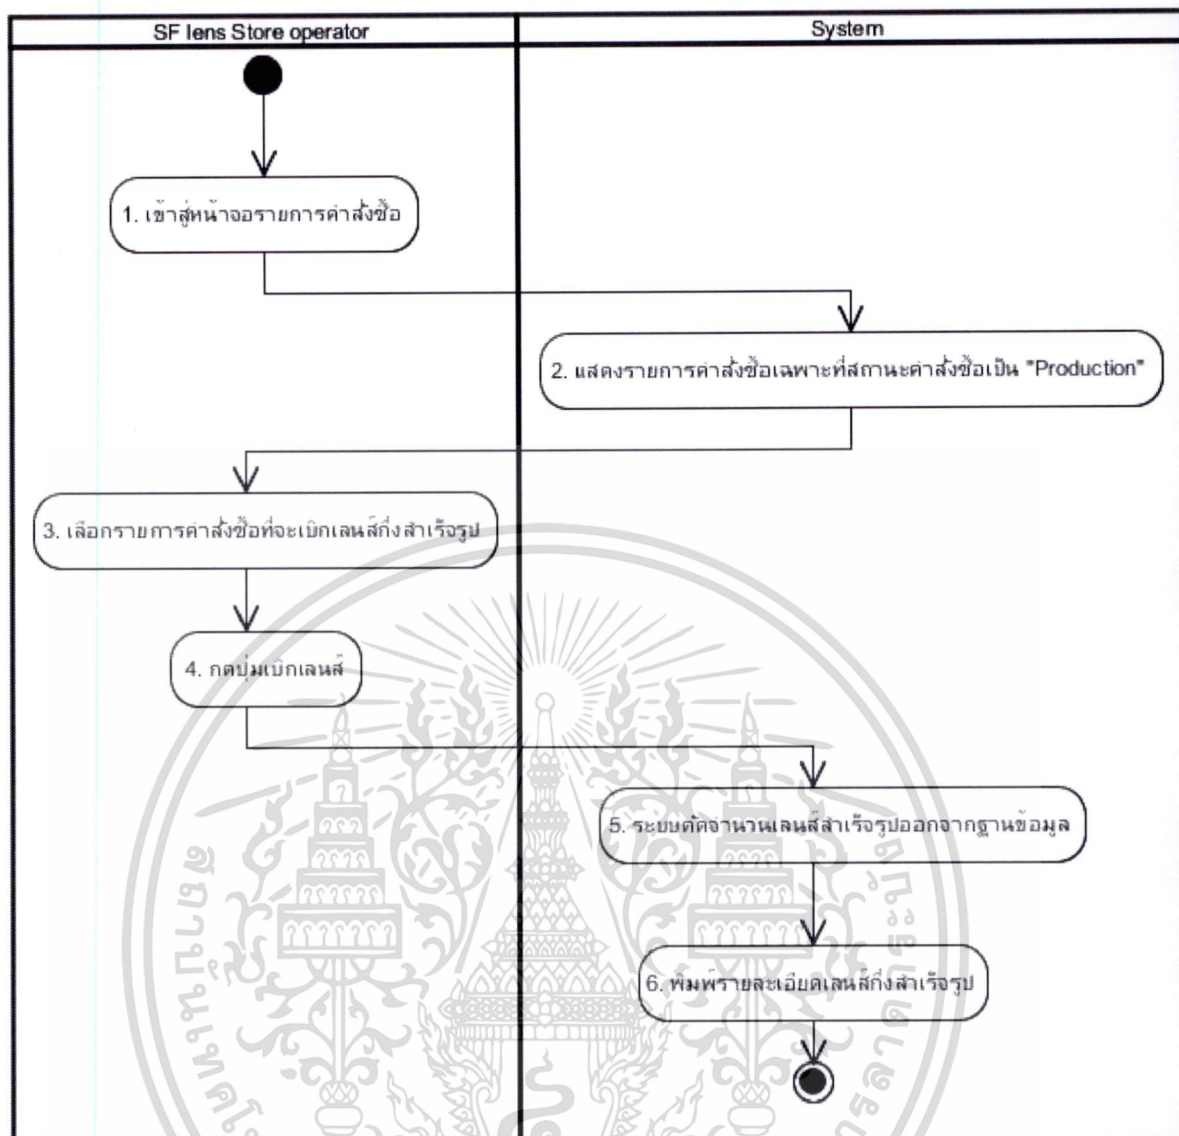 SF lens Store operator
System
1. เข้าสู่หน้าจอรายการคำสั่งซื้อ
2. แสดงรายการคำสั่งซื้อเฉพาะที่สถานะคำสั่งซื้อเป็น "Production"
3. เลือกรายการคำสั่งซื้อที่จะเบิกเลนส์กึ่งสำเร็จรูป
4. กดปุ่มเบิกเลนส์
5. ระบบตัดจำนวนเลนส์สำเร็จรูปออกจากฐานข้อมูล
6. พิมพ์รายละเอียดเลนส์กึ่งสำเร็จรูป